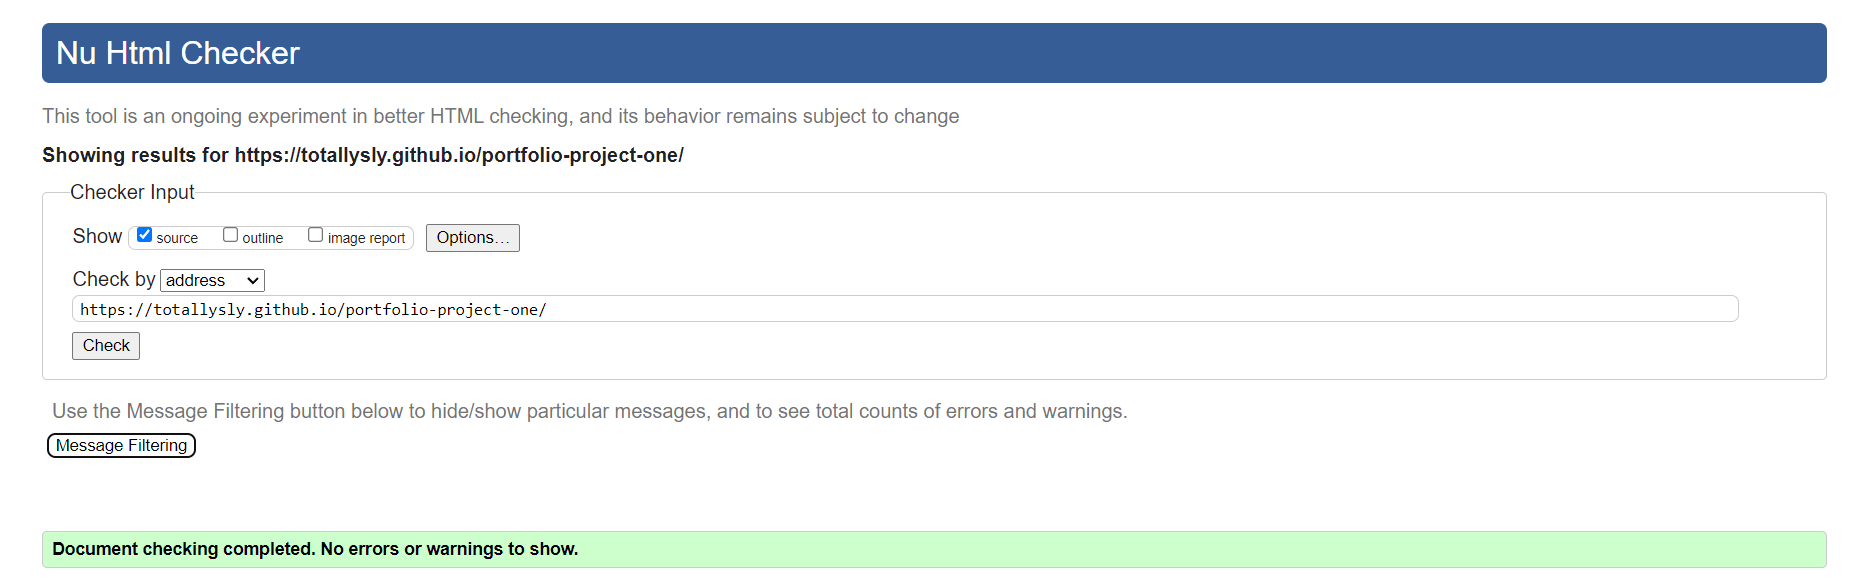 Nu Html Checker
This tool is an ongoing experiment in better HTML checking, and its behavior remains subject to change
Showing results for https://totallysly.github.io/portfolio-project-one/
Checker Input
Show source outline image report Options...
Check by address
https://totallysly.github.io/portfolio-project-one/
Check
Use the Message Filtering button below to hide/show particular messages, and to see total counts of errors and warnings.
Message Filtering
Document checking completed. No errors or warnings to show.